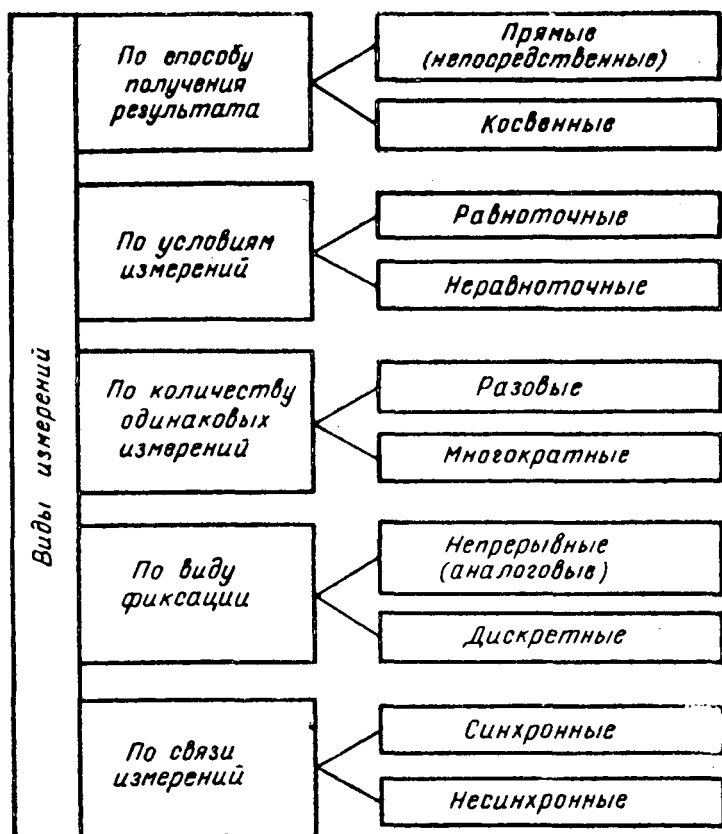 Виды измерений
По способу
получения
результата
Прямые
(непосредственные)
Косвенные
По условиям
измерений
Равноточные
Неравноточные
По количеству
одинаковых
измерений
Разовые
Многократные
По виду
фиксации
Непрерывные
(аналоговые)
Дискретные
По связи
измерений
Синхронные
Несинхронные